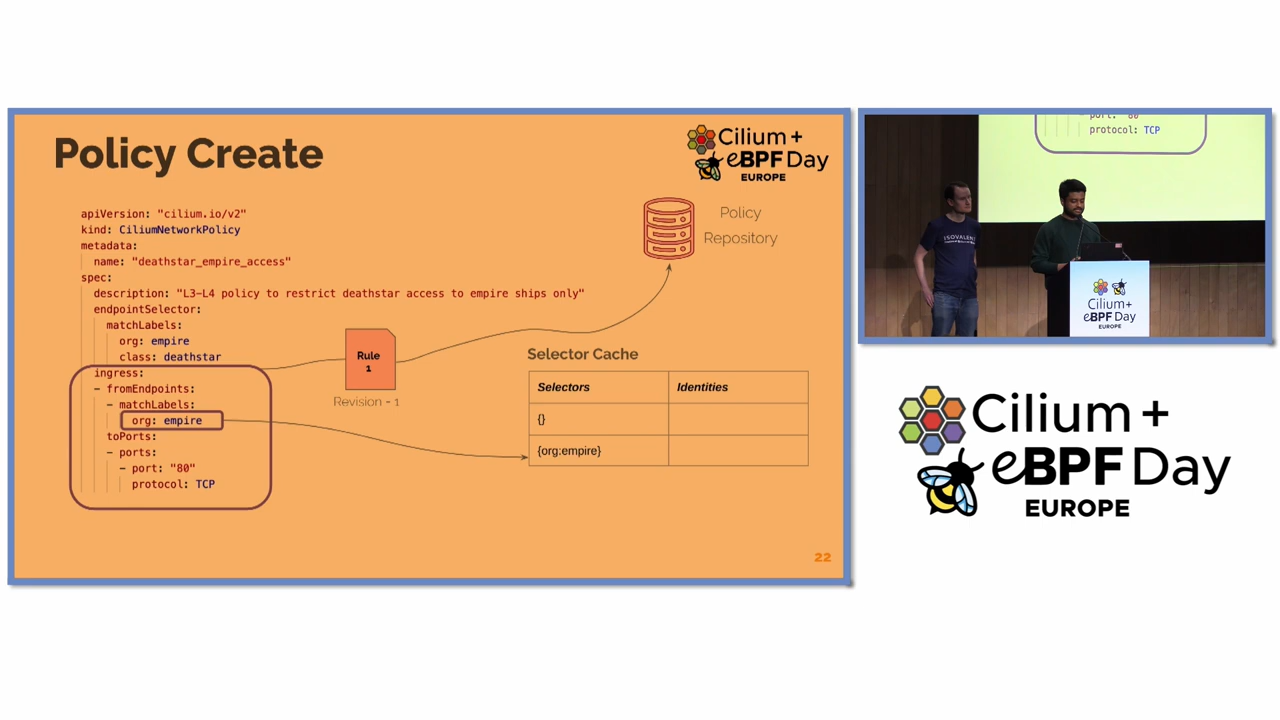 Policy Create
Cilium +
eBPF Day
EUROPE
apiVersion: "cilium.io/v2"
kind: CiliumNetworkPolicy
metadata:
name: "deathstar_empire_access"
spec:
description: "L3-L4 policy to restrict deathstar access to empire ships only"
endpointSelector:
matchLabels:
org: empire
class: deathstar
ingress:
- fromEndpoints:
- matchLabels:
org: empire
toPorts:
- ports:
- port: "80"
protocol: TCP
Rule
1
Revision - 1
Policy
Repository
Selector Cache
Selectors Identities
{}
{org:empire}
22
port: "80"
protocol: TCP
ISOVALENT
Cilium +
eBPF Day
EUROPE
Cilium +
eBPF Day
EUROPE